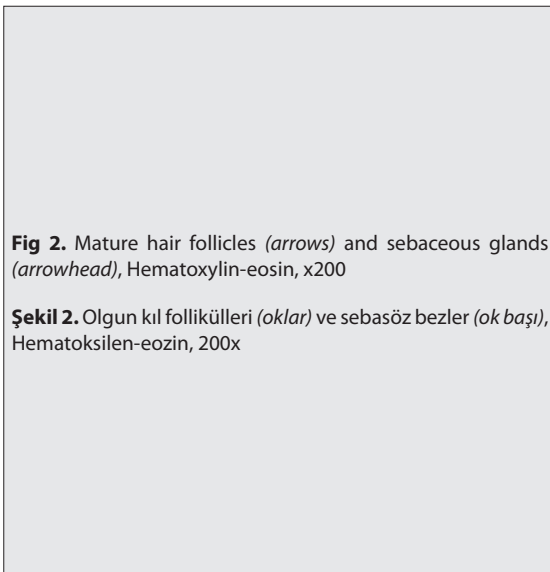 Fig 2. Mature hair follicles (arrows) and sebaceous glands
(arrowhead), Hematoxylin-eosin, x200
Şekil 2. Olgun kıl follikülleri (oklar) ve sebasöz bezler (ok başı),
Hematoksilen-eozin, 200x